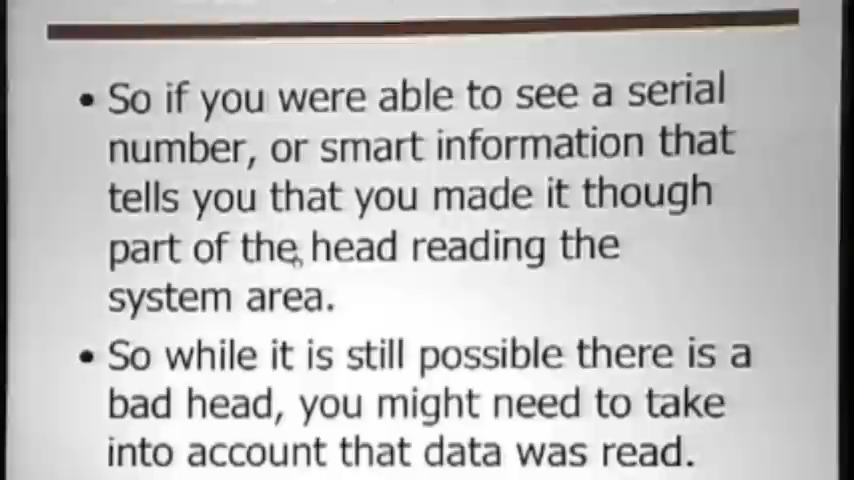 • So if you were able to see a serial
number, or smart information that
tells you that you made it though
part of the head reading the
system area.
• So while it is still possible there is a
bad head, you might need to take
into account that data was read.